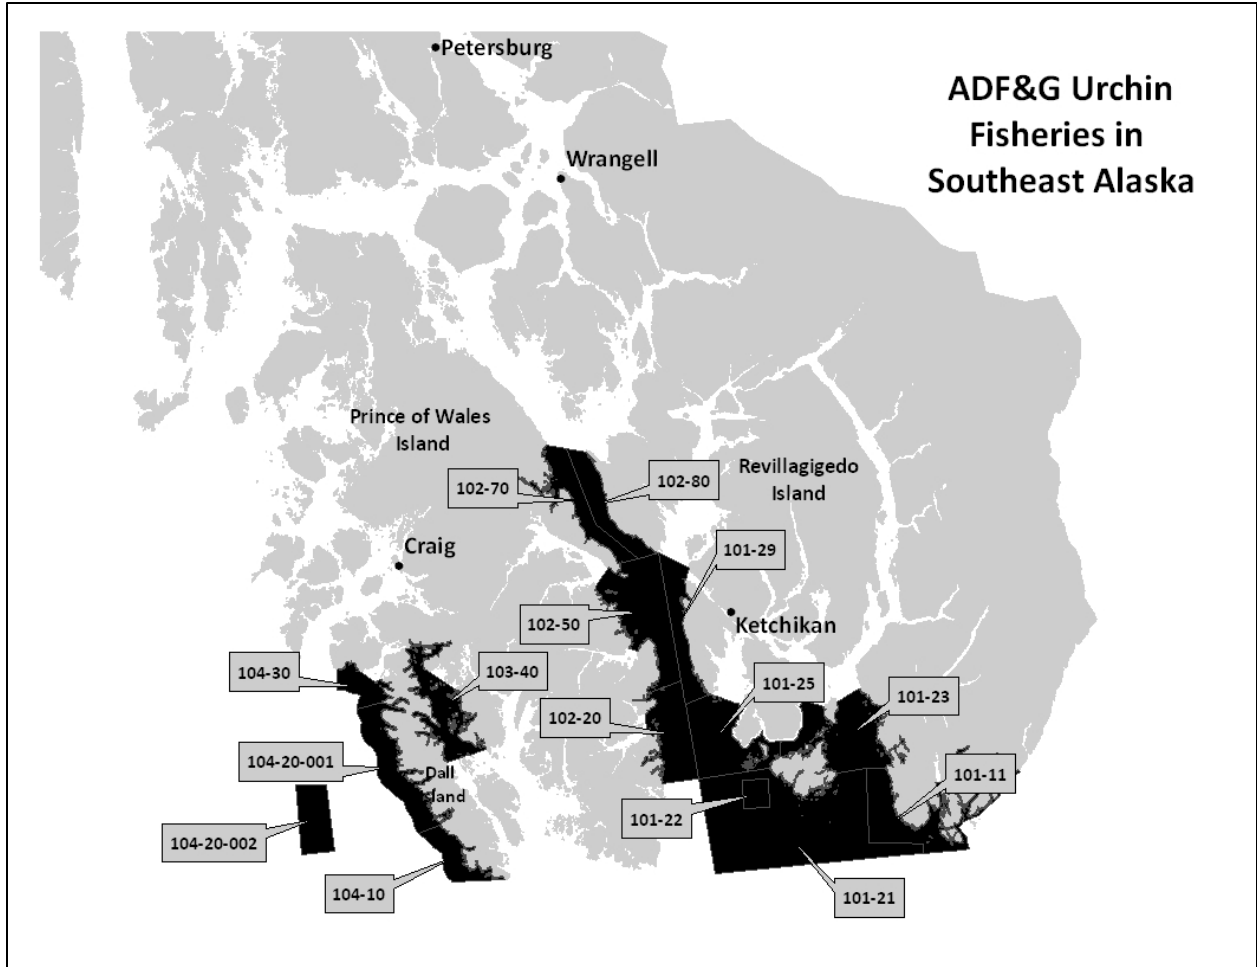 Petersburg
ADF&G Urchin
Fisheries in
Southeast Alaska
Wrangell
Prince of Wales
Island
102-70
102-80
Revillagigedo
Island
Craig
101-29
102-50
Ketchikan
104-30
103-40
101-25
101-23
102-20
104-20-001
Dall
Island
101-11
101-22
104-20-002
104-10
101-21